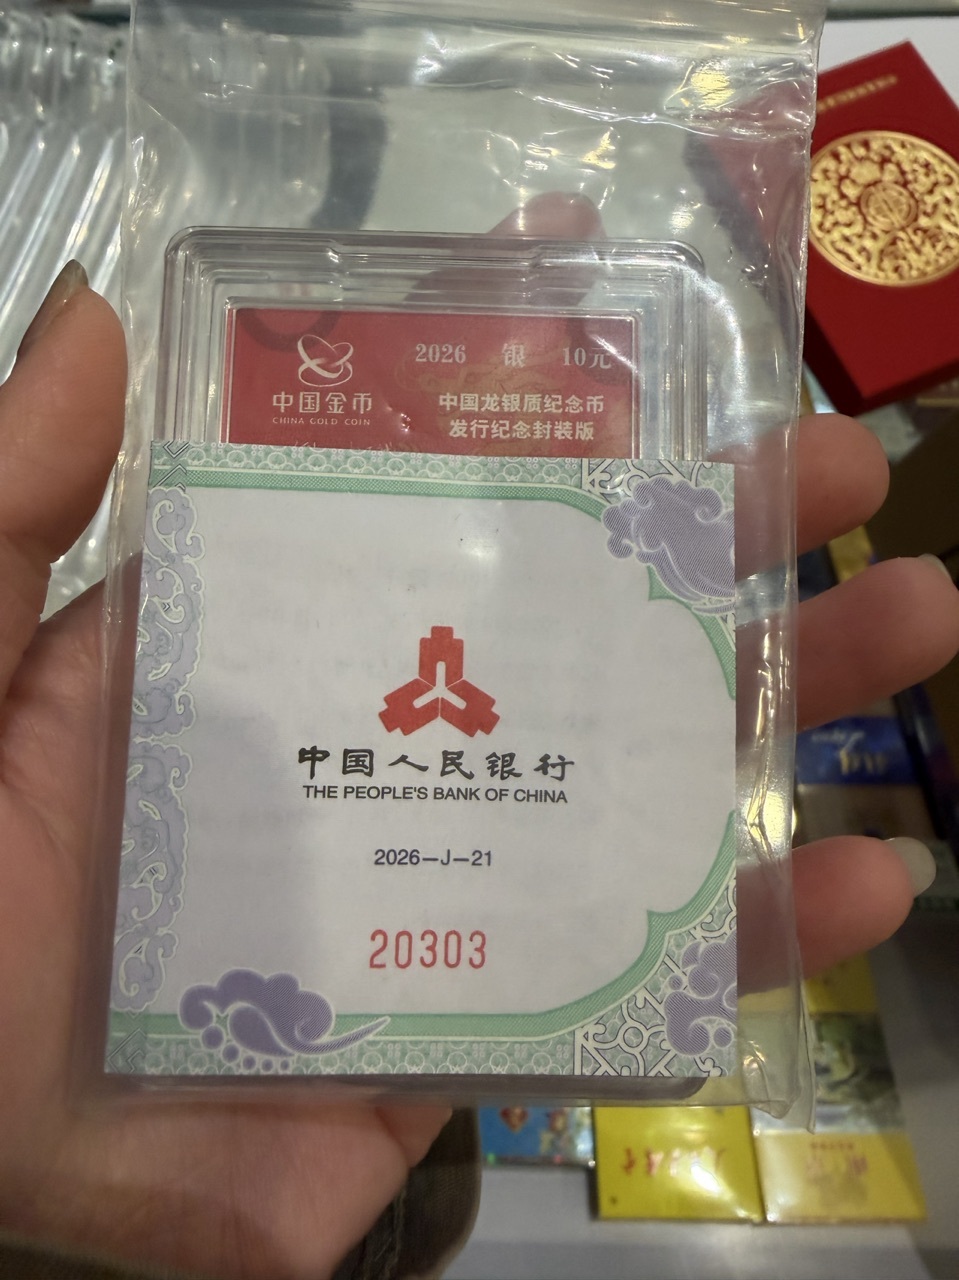 中国金币
CHINA GOLD COIN
2026 银 10元
中国龙银质纪念币
发行纪念封装版
中国人民银行
THE PEOPLE'S BANK OF CHINA
2026-J-21
20303